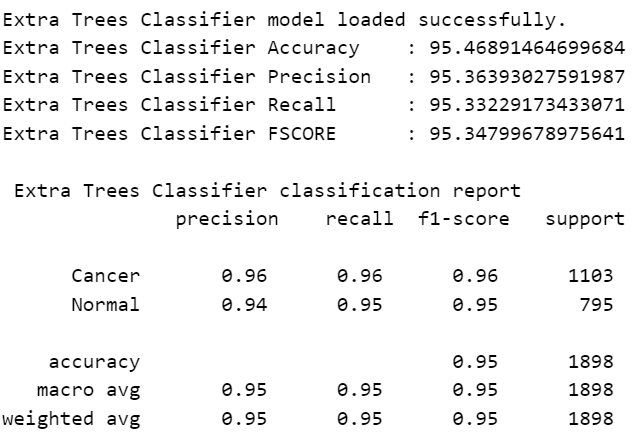 Extra Trees Classifier model loaded successfully.
Extra Trees Classifier Accuracy    : 95.46891464699684
Extra Trees Classifier Precision   : 95.36393027591987
Extra Trees Classifier Recall      : 95.33229173433071
Extra Trees Classifier FSCORE      : 95.34799678975641
Extra Trees Classifier classification report
precision    recall  f1-score   support
Cancer       0.96      0.96      0.96      1103
Normal       0.94      0.95      0.95       795
accuracy                           0.95      1898
macro avg       0.95      0.95      0.95      1898
weighted avg       0.95      0.95      0.95      1898